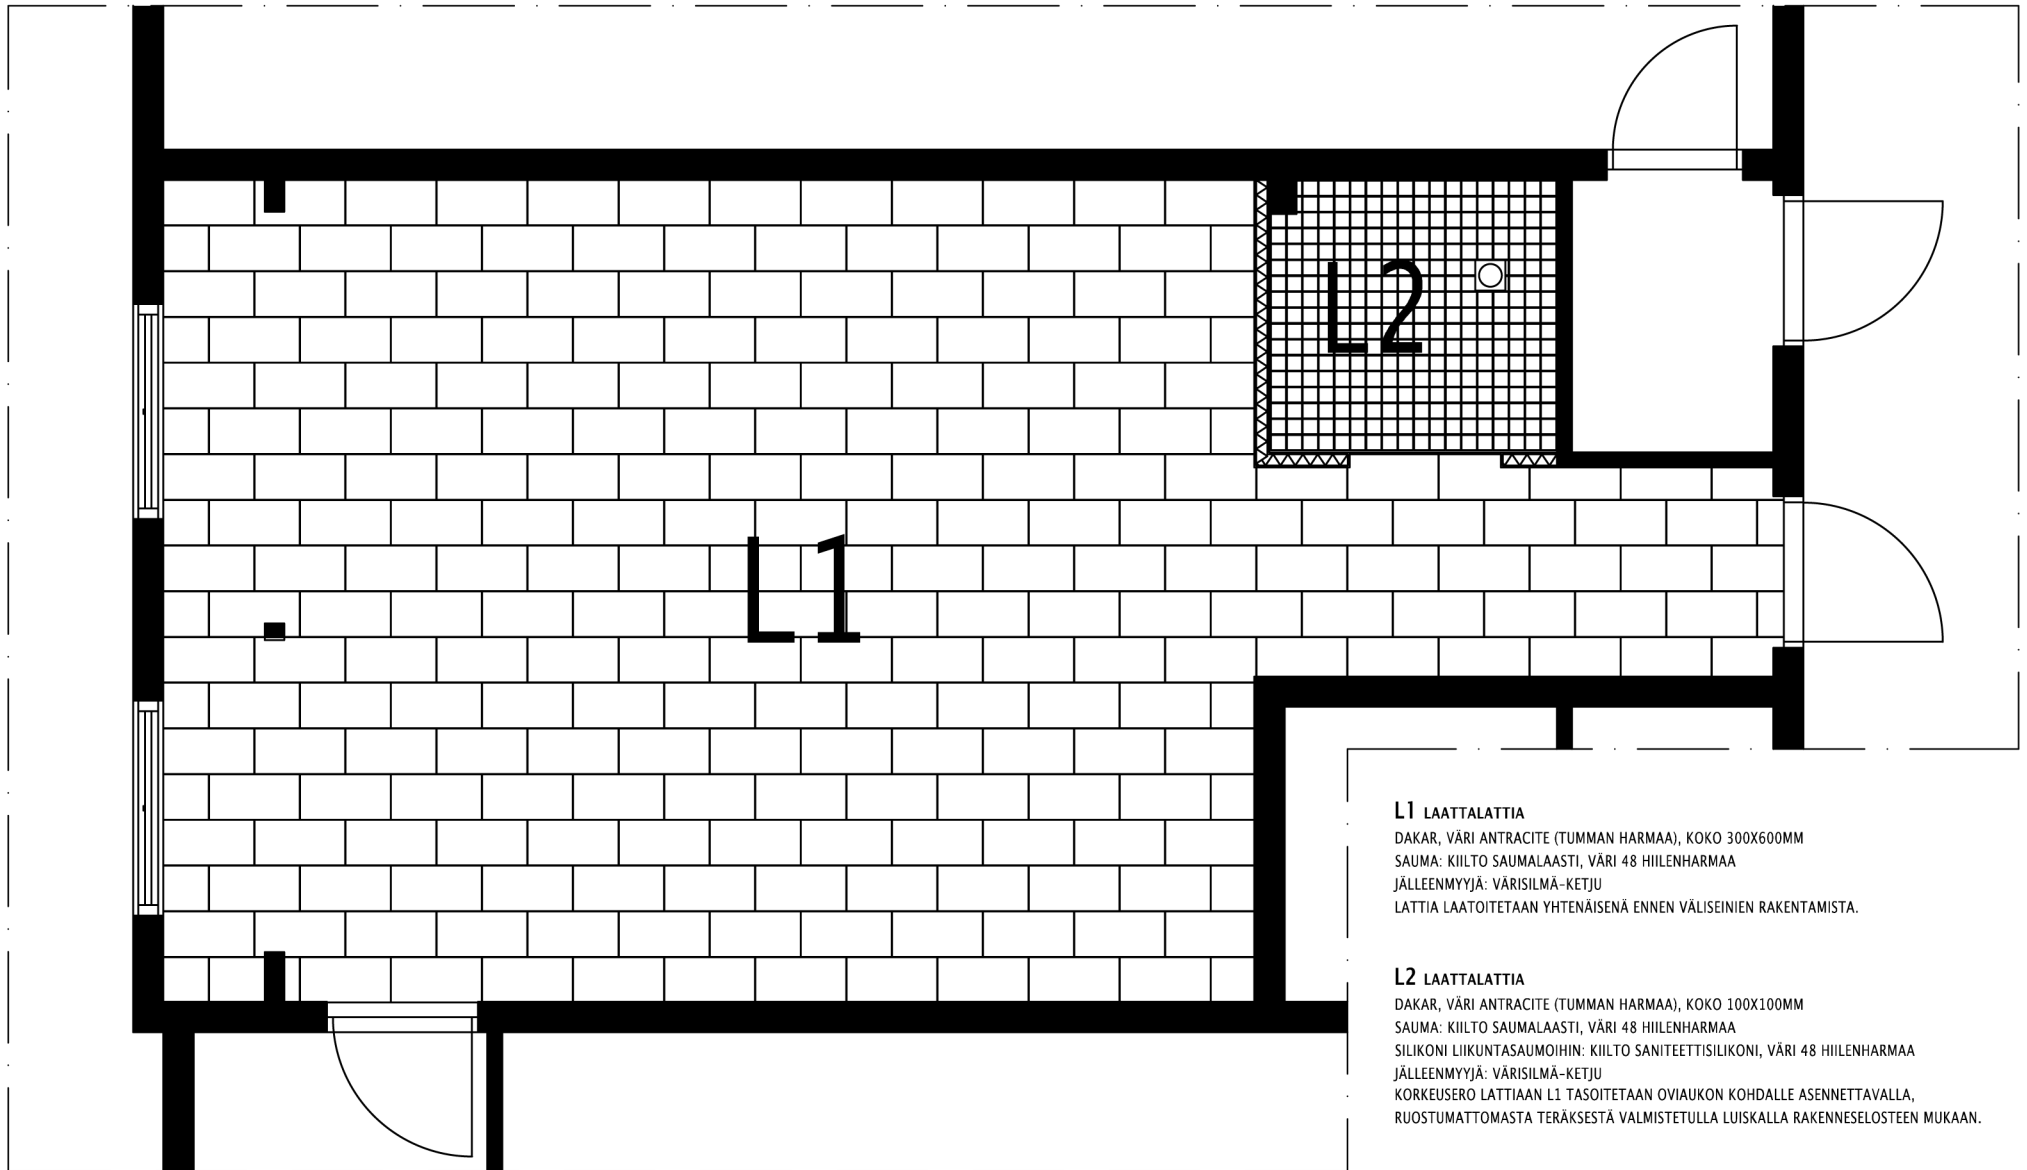 L2
L1
L1 LAATTALATTIA
DAKAR, VÄRI ANTRACITE (TUMMAN HARMAA), KOKO 300X600MM
SAUMA: KIILTO SAUMALAASTI, VÄRI 48 HIILENHARMAA
JÄLLEENMYYJÄ: VÄRISILMÄ-KETJU
LATTIA LAATOITETAAN YHTENÄISENÄ ENNEN VÄLISEINIEN RAKENTAMISTA.
L2 LAATTALATTIA
DAKAR, VÄRI ANTRACITE (TUMMAN HARMAA), KOKO 100X100MM
SAUMA: KIILTO SAUMALAASTI, VÄRI 48 HIILENHARMAA
SILIKONI LIIKUNTASAUMOIHIN: KIILTO SANITEETTISILIKONI, VÄRI 48 HIILENHARMAA
JÄLLEENMYYJÄ: VÄRISILMÄ-KETJU
KORKEUSERO LATTIAAN L1 TASOITETAAN OVIAUKON KOHDALLE ASENNETTAVALLA,
RUOSTUMATTOMASTA TERÄKSESTÄ VALMISTETULLA LUISKALLA RAKENNESELOSTEEN MUKAAN.